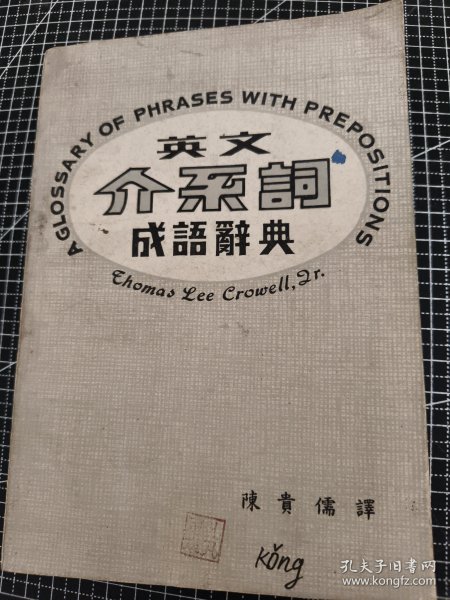 A GLOSSARY OF PHRASES WITH PREPOSITIONS
英文
介系詞
成語辭典
Thomas Lee Crowell, Jr.
陳貴儒譯
Kǒng
孔夫子旧书网
www.kongfz.com